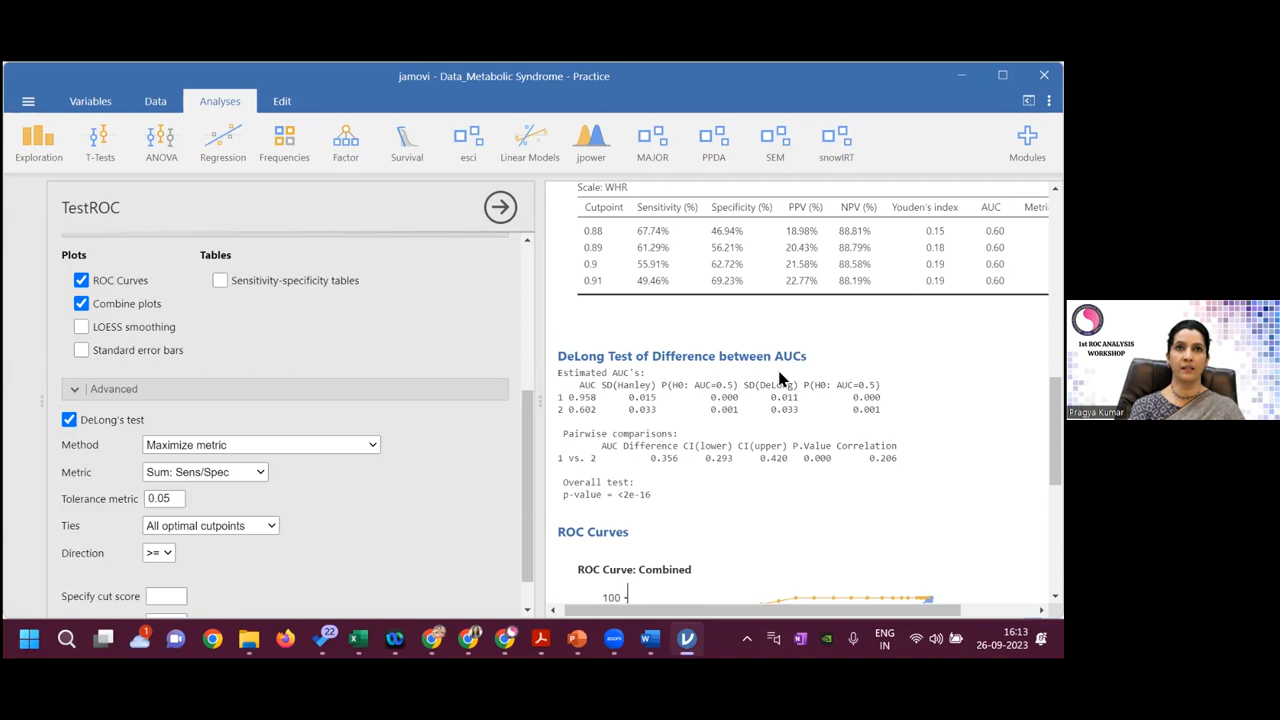 jamovi - Data_Metabolic Syndrome - Practice
Variables Data Analyses Edit
Exploration T-Tests ANOVA Regression Frequencies Factor Survival esci Linear Models jpower MAJOR PPDA SEM snowIRT Modules
TestROC
Plots Tables
ROC Curves Sensitivity-specificity tables
Combine plots
LOESS smoothing
Standard error bars
Advanced
DeLong's test
Method Maximize metric
Metric Sum: Sens/Spec
Tolerance metric 0.05
Ties All optimal cutpoints
Direction >=
Specify cut score
Scale: WHR
Cutpoint Sensitivity (%) Specificity (%) PPV (%) NPV (%) Youden's index AUC Metri
0.88 67.74% 46.94% 18.98% 88.81% 0.15 0.60
0.89 61.29% 56.21% 20.43% 88.79% 0.18 0.60
0.9 55.91% 62.72% 21.58% 88.58% 0.19 0.60
0.91 49.46% 69.23% 22.77% 88.19% 0.19 0.60
DeLong Test of Difference between AUCs
Estimated AUC's:
AUC SD(Hanley) P(H0: AUC=0.5) SD(DeLong) P(H0: AUC=0.5)
1 0.958 0.015 0.000 0.011 0.000
2 0.602 0.033 0.001 0.033 0.001
Pairwise comparisons:
AUC Difference CI(lower) CI(upper) P.Value Correlation
1 vs. 2 0.356 0.293 0.420 0.000 0.206
Overall test:
p-value = <2e-16
ROC Curves
ROC Curve: Combined
100
1st ROC ANALYSIS
WORKSHOP
Pragya Kumar
1
22
zoom
ENG
IN
16:13
26-09-2023